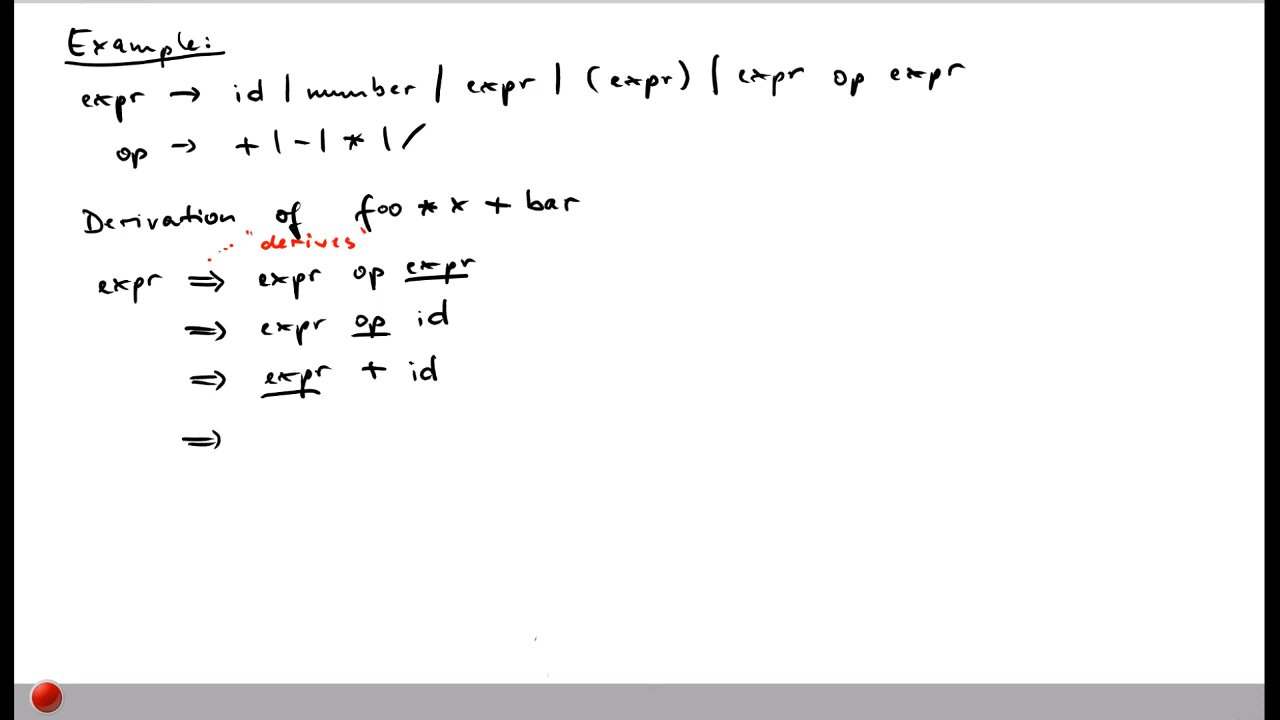 Example:
expr → id | number | expr | (expr) | expr op expr
op → + | - | * | /
Derivation of foo * x + bar
"derives"
expr ⇒ expr op expr
⇒ expr op id
⇒ expr + id
⇒